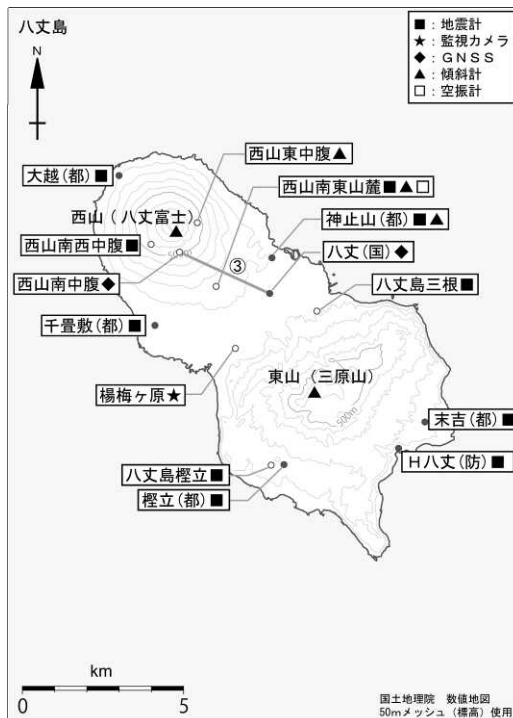 八丈島
N
■：地震計
★：監視カメラ
◆：ＧＮＳＳ
▲：傾斜計
□：空振計
西山東中腹▲
大越(都)■
西山南東山麓■▲□
西山（八丈富士）
神止山(都)■▲
西山南西中腹■
八丈(国)◆
③
西山南中腹◆
八丈島三根■
千畳敷(都)■
東山（三原山）
楊梅ヶ原★
500m
末吉(都)■
Ｈ八丈(防)■
八丈島樫立■
樫立(都)■
km
0 5
国土地理院　数値地図
50mメッシュ（標高）使用